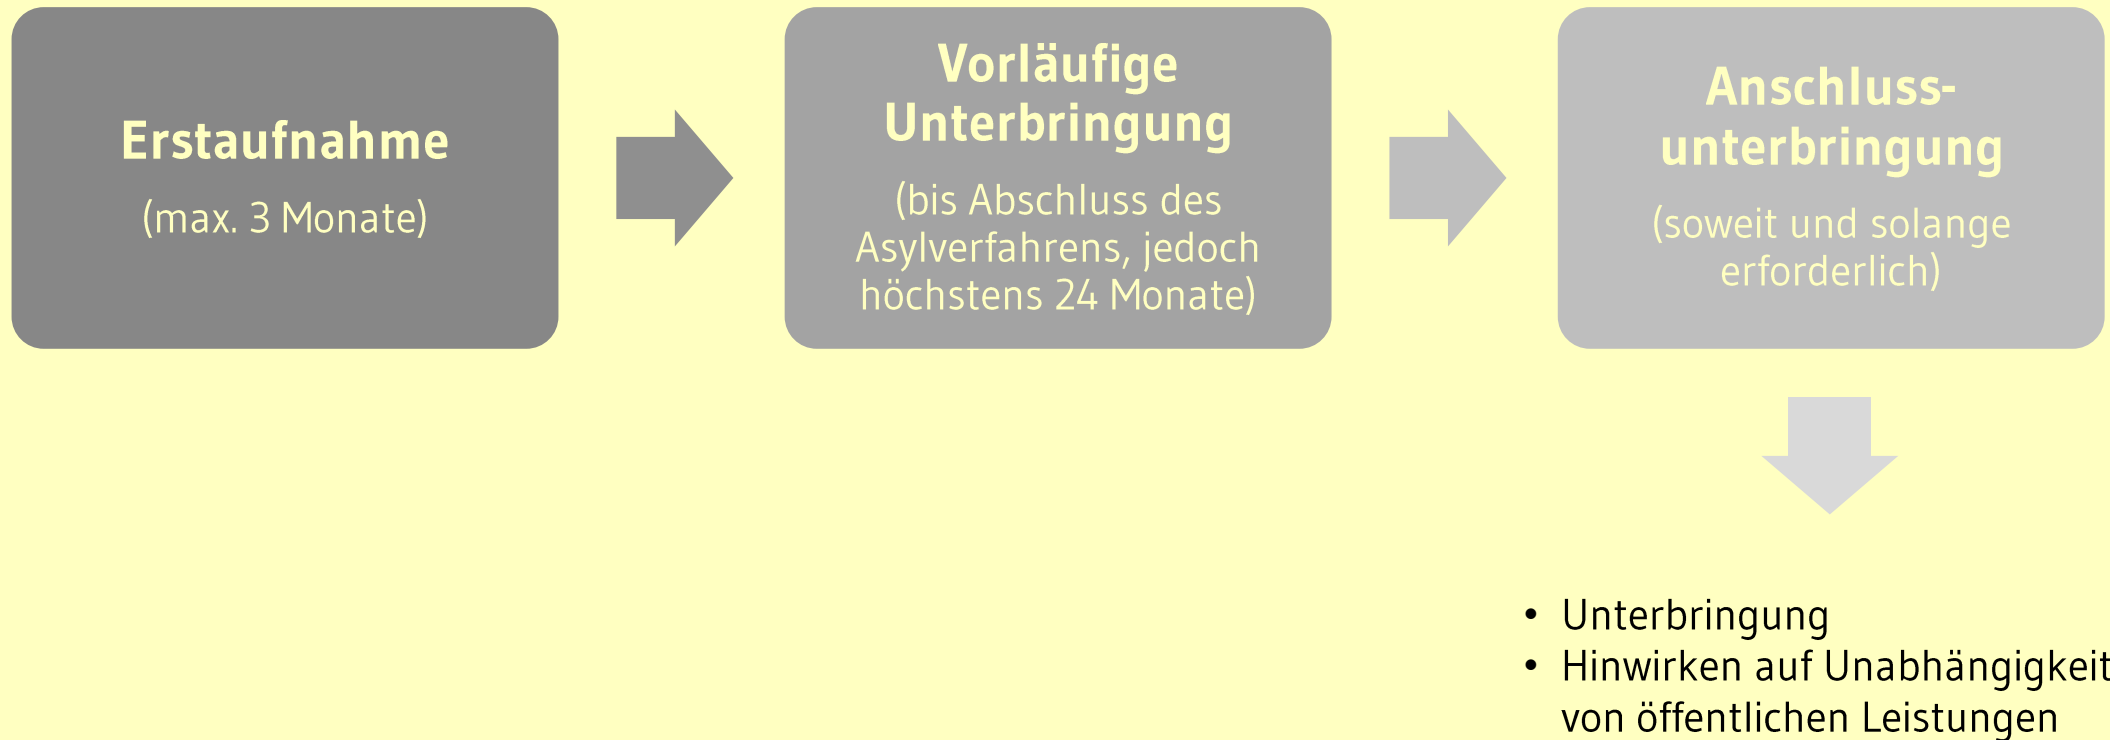 Erstaufnahme
(max. 3 Monate)
Vorläufige
Unterbringung
(bis Abschluss des
Asylverfahrens, jedoch
höchstens 24 Monate)
Anschluss-
unterbringung
(soweit und solange
erforderlich)
• Unterbringung
• Hinwirken auf Unabhängigkeit
von öffentlichen Leistungen